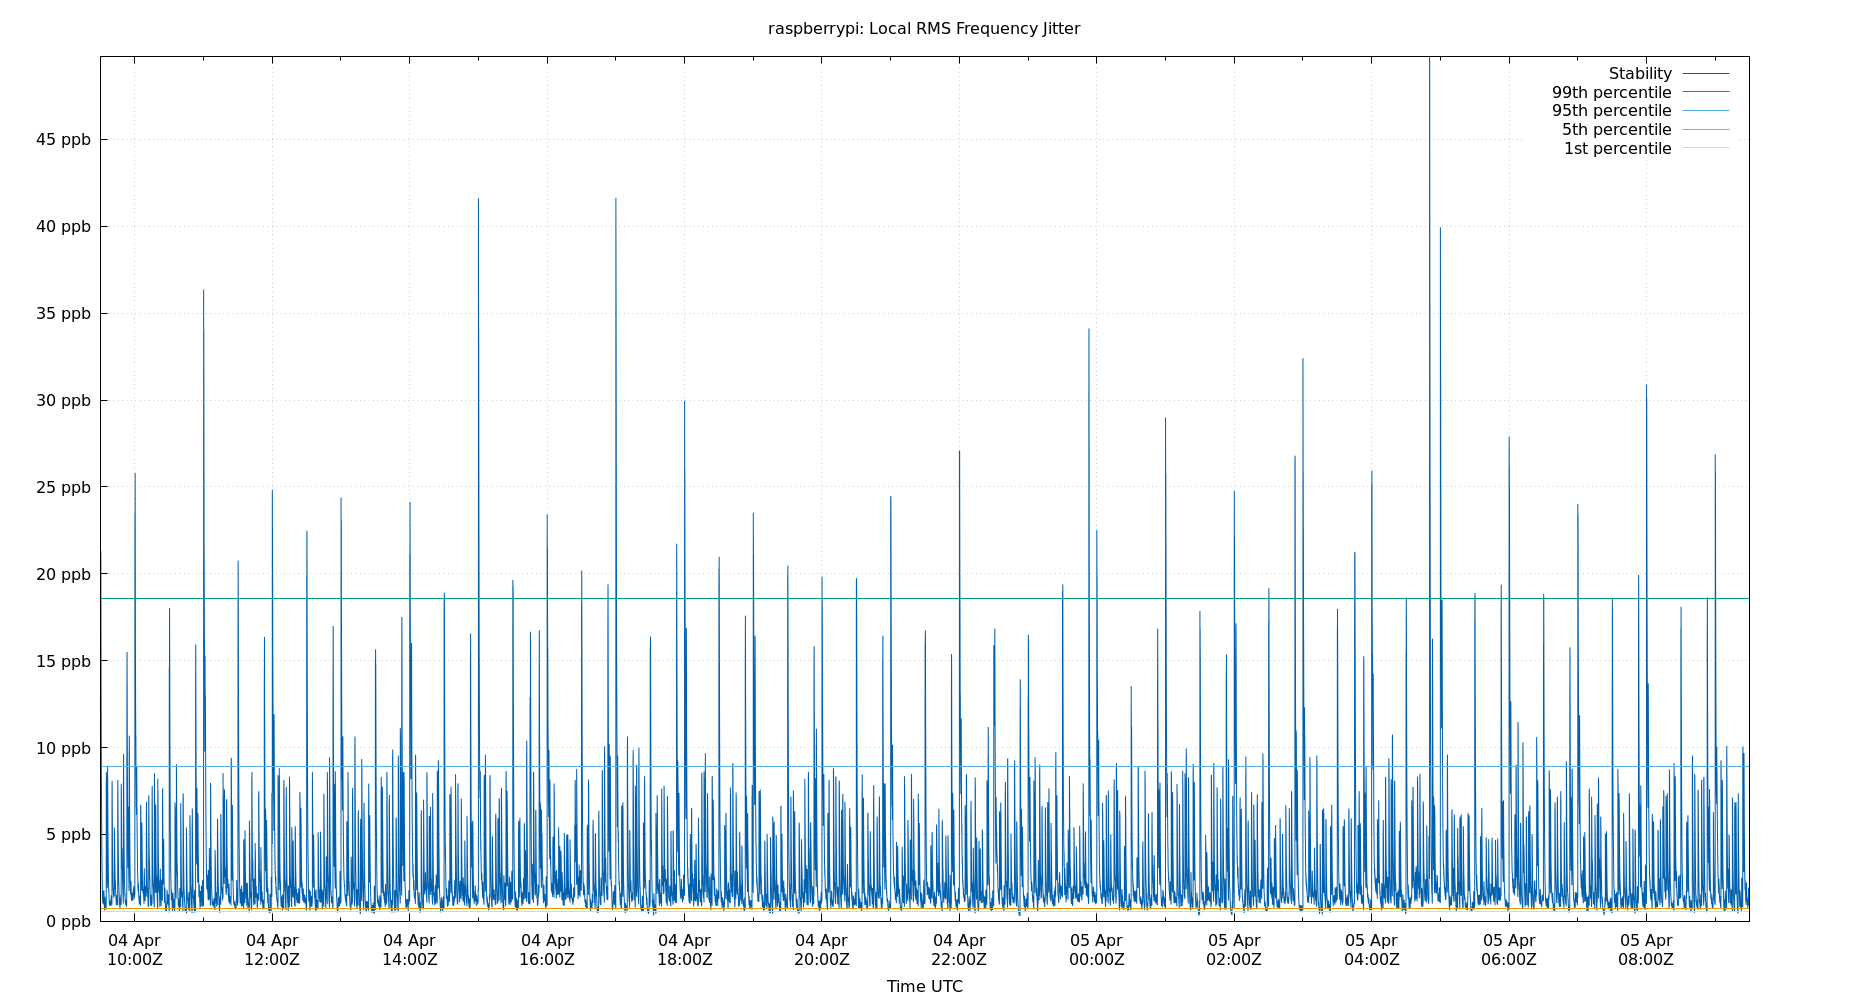 raspberrypi: Local RMS Frequency Jitter
Stability
99th percentile
95th percentile
5th percentile
1st percentile
45 ppb
40 ppb
35 ppb
30 ppb
25 ppb
20 ppb
15 ppb
10 ppb
5 ppb
0 ppb
04 Apr 04 Apr 04 Apr 04 Apr 04 Apr 04 Apr 04 Apr 05 Apr 05 Apr 05 Apr 05 Apr 05 Apr
10:00Z 12:00Z 14:00Z 16:00Z 18:00Z 20:00Z 22:00Z 00:00Z 02:00Z 04:00Z 06:00Z 08:00Z
Time UTC